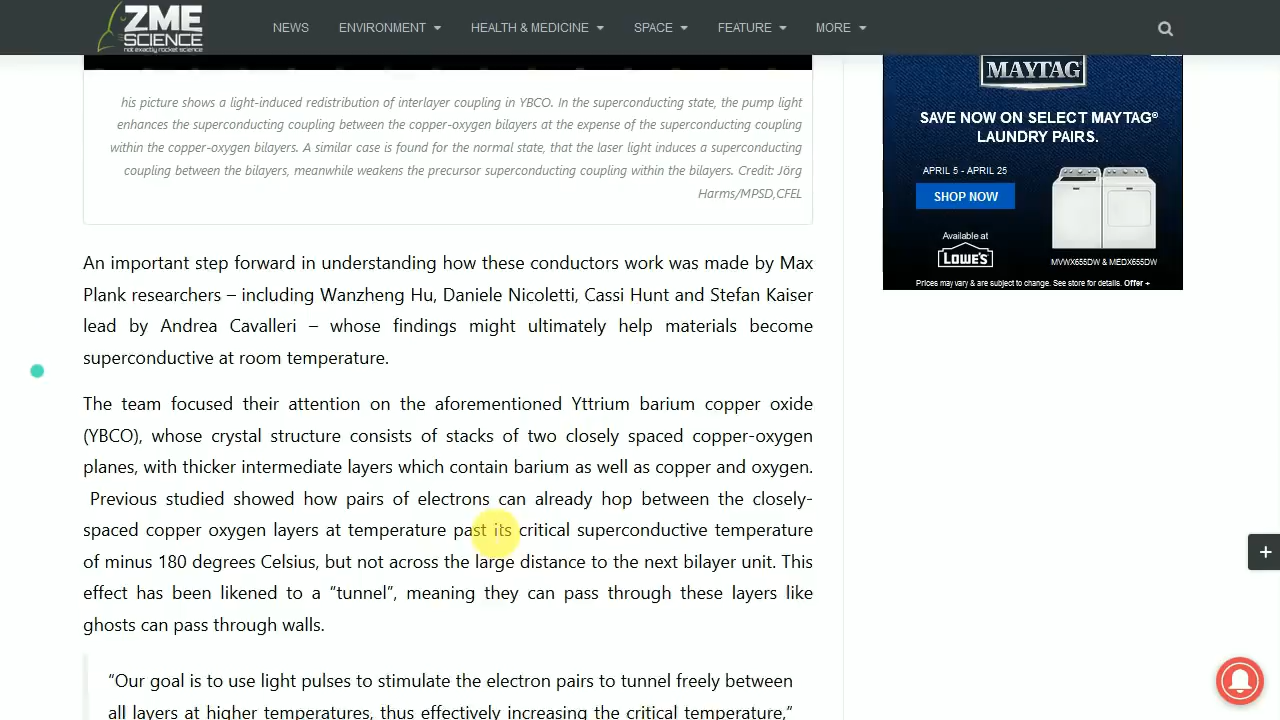 ZME
SCIENCE
not exactly rocket science
NEWS
ENVIRONMENT
HEALTH & MEDICINE
SPACE
FEATURE
MORE
his picture shows a light-induced redistribution of interlayer coupling in YBCO. In the superconducting state, the pump light
enhances the superconducting coupling between the copper-oxygen bilayers at the expense of the superconducting coupling
within the copper-oxygen bilayers. A similar case is found for the normal state, that the laser light induces a superconducting
coupling between the bilayers, meanwhile weakens the precursor superconducting coupling within the bilayers. Credit: Jörg
Harms/MPSD,CFEL
An important step forward in understanding how these conductors work was made by Max
Plank researchers – including Wanzheng Hu, Daniele Nicoletti, Cassi Hunt and Stefan Kaiser
lead by Andrea Cavalleri – whose findings might ultimately help materials become
superconductive at room temperature.
The team focused their attention on the aforementioned Yttrium barium copper oxide
(YBCO), whose crystal structure consists of stacks of two closely spaced copper-oxygen
planes, with thicker intermediate layers which contain barium as well as copper and oxygen.
Previous studied showed how pairs of electrons can already hop between the closely-
spaced copper oxygen layers at temperature past its critical superconductive temperature
of minus 180 degrees Celsius, but not across the large distance to the next bilayer unit. This
effect has been likened to a “tunnel”, meaning they can pass through these layers like
ghosts can pass through walls.
“Our goal is to use light pulses to stimulate the electron pairs to tunnel freely between
all layers at higher temperatures, thus effectively increasing the critical temperature,”
MAYTAG
SAVE NOW ON SELECT MAYTAG®
LAUNDRY PAIRS.
APRIL 5 - APRIL 25
SHOP NOW
Available at
LOWE'S
MVWX655DW & MEDX655DW
Prices may vary & are subject to change. See store for details. Offer +